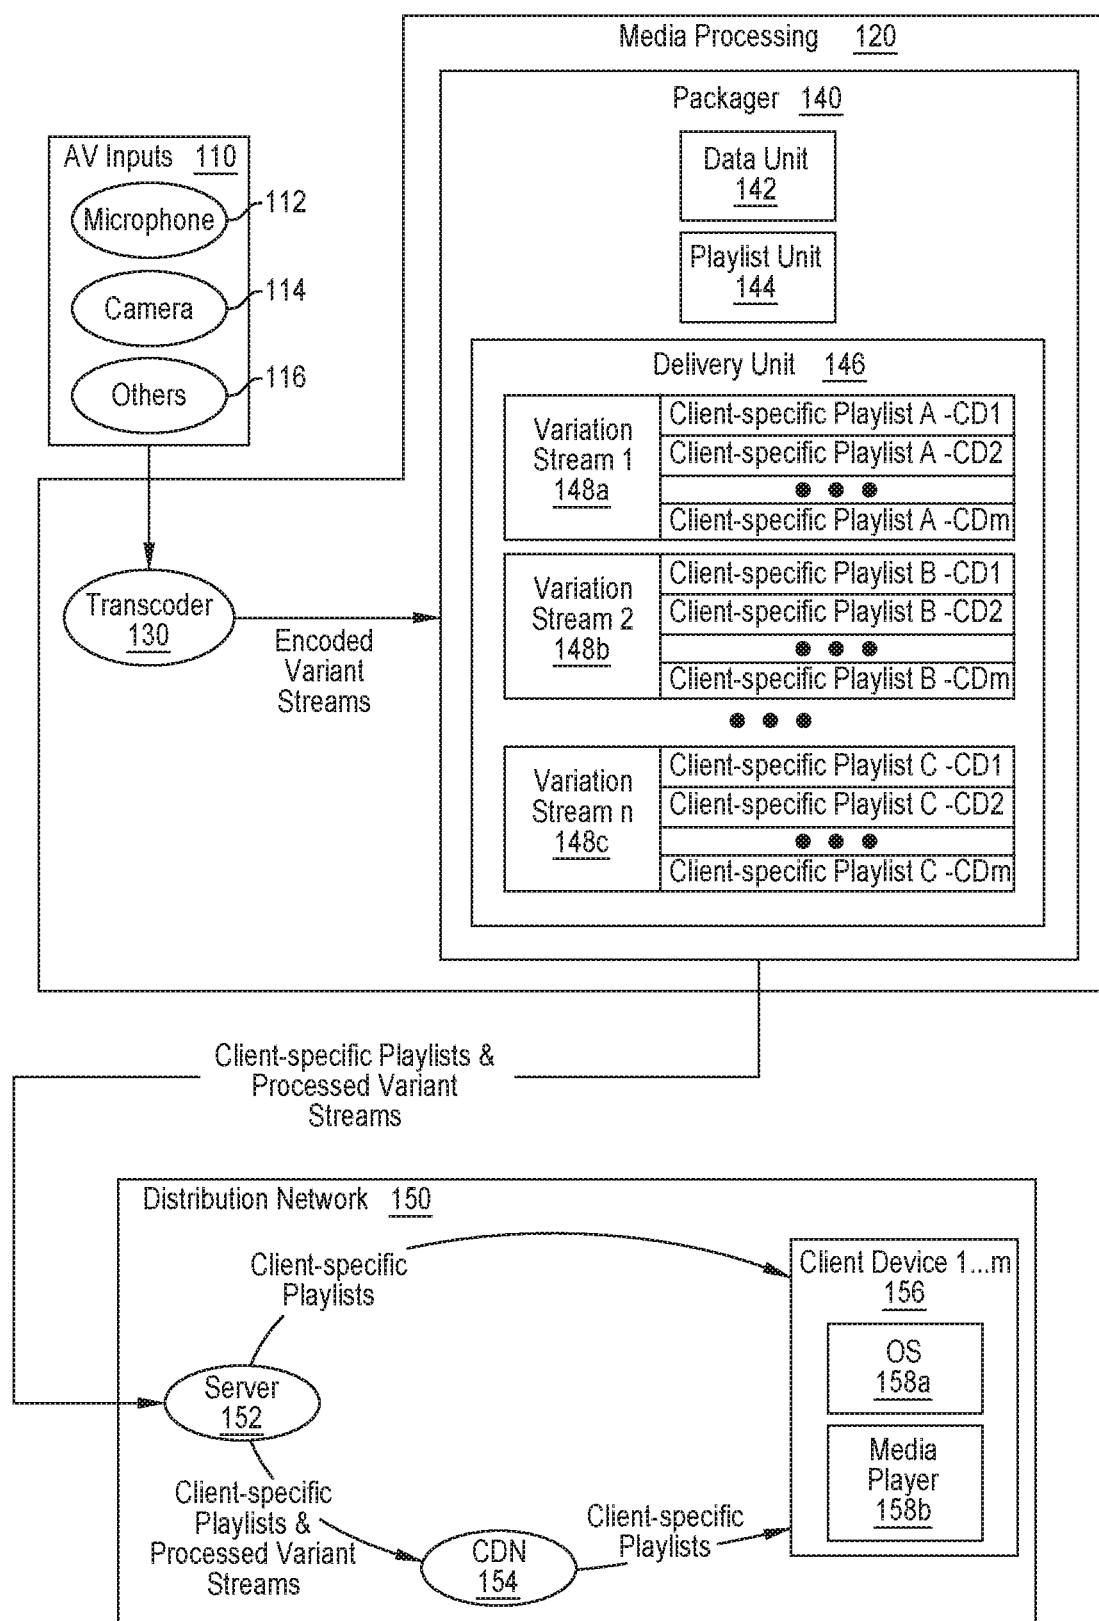 Media Processing 120
Packager 140
Data Unit
142
Playlist Unit
144
AV Inputs 110
Microphone
112
Camera
114
Others
116
Delivery Unit 146
Variation
Stream 1
148a
Client-specific Playlist A -CD1
Client-specific Playlist A -CD2
Client-specific Playlist A -CDm
Variation
Stream 2
148b
Client-specific Playlist B -CD1
Client-specific Playlist B -CD2
Client-specific Playlist B -CDm
Variation
Stream n
148c
Client-specific Playlist C -CD1
Client-specific Playlist C -CD2
Client-specific Playlist C -CDm
Transcoder
130
Encoded
Variant
Streams
Client-specific Playlists &
Processed Variant
Streams
Distribution Network 150
Client-specific
Playlists
Client Device 1...m
156
OS
158a
Media
Player
158b
Server
152
Client-specific
Playlists &
Processed Variant
Streams
CDN
154
Client-specific
Playlists